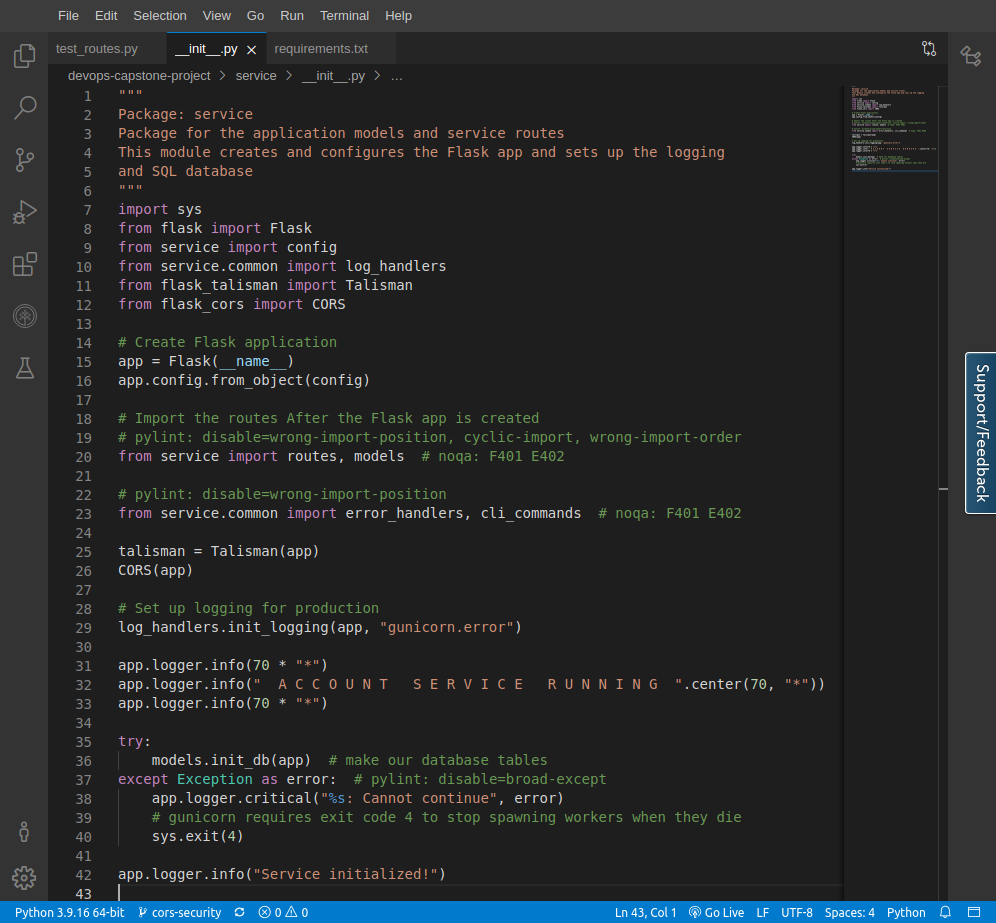 File Edit Selection View Go Run Terminal Help
test_routes.py __init__.py requirements.txt
devops-capstone-project > service > __init__.py > ...
1 """
2 Package: service
3 Package for the application models and service routes
4 This module creates and configures the Flask app and sets up the logging
5 and SQL database
6 """
7 import sys
8 from flask import Flask
9 from service import config
10 from service.common import log_handlers
11 from flask_talisman import Talisman
12 from flask_cors import CORS
13
14 # Create Flask application
15 app = Flask(__name__)
16 app.config.from_object(config)
17
18 # Import the routes After the Flask app is created
19 # pylint: disable=wrong-import-position, cyclic-import, wrong-import-order
20 from service import routes, models  # noqa: F401 E402
21
22 # pylint: disable=wrong-import-position
23 from service.common import error_handlers, cli_commands  # noqa: F401 E402
24
25 talisman = Talisman(app)
26 CORS(app)
27
28 # Set up logging for production
29 log_handlers.init_logging(app, "gunicorn.error")
30
31 app.logger.info(70 * "*")
32 app.logger.info("  A C C O U N T   S E R V I C E   R U N N I N G  ".center(70, "*"))
33 app.logger.info(70 * "*")
34
35 try:
36     models.init_db(app)  # make our database tables
37 except Exception as error:  # pylint: disable=broad-except
38     app.logger.critical("%s: Cannot continue", error)
39     # gunicorn requires exit code 4 to stop spawning workers when they die
40     sys.exit(4)
41
42 app.logger.info("Service initialized!")
43
Support/Feedback
Python 3.9.16 64-bit cors-security 0 0 Ln 43, Col 1 Go Live LF UTF-8 Spaces: 4 Python